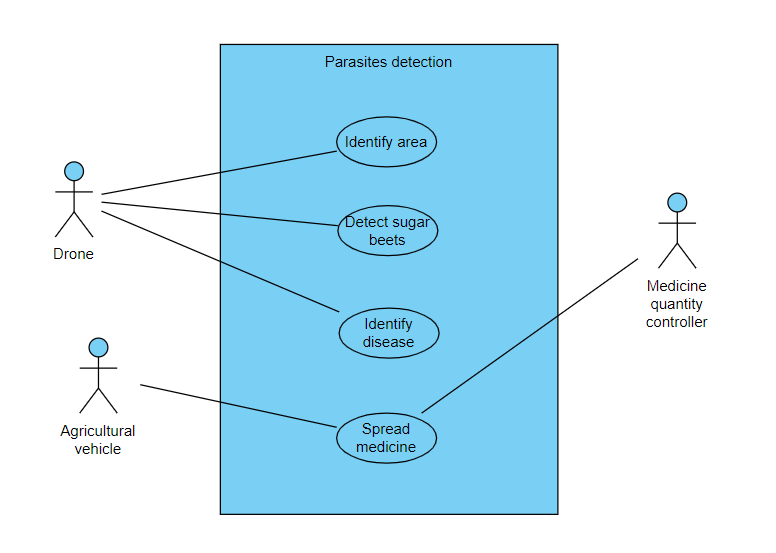 Parasites detection
Identify area
Detect sugar
beets
Identify
disease
Spread
medicine
Drone
Agricultural
vehicle
Medicine
quantity
controller